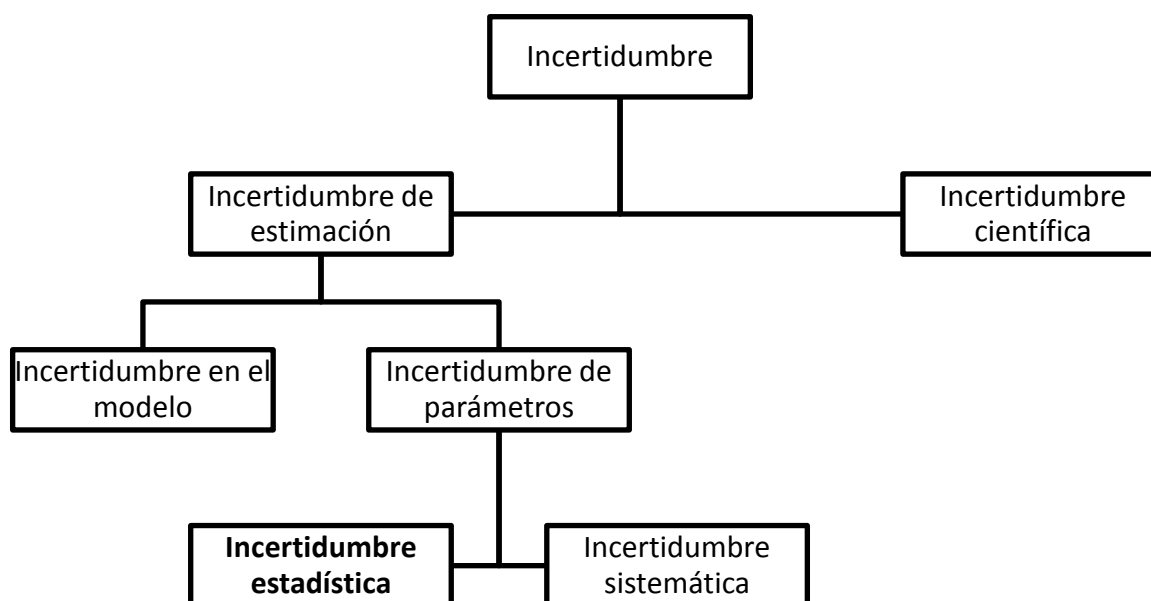 Incertidumbre
Incertidumbre de
estimación
Incertidumbre
científica
Incertidumbre en el
modelo
Incertidumbre de
parámetros
Incertidumbre
estadística
Incertidumbre
sistemática